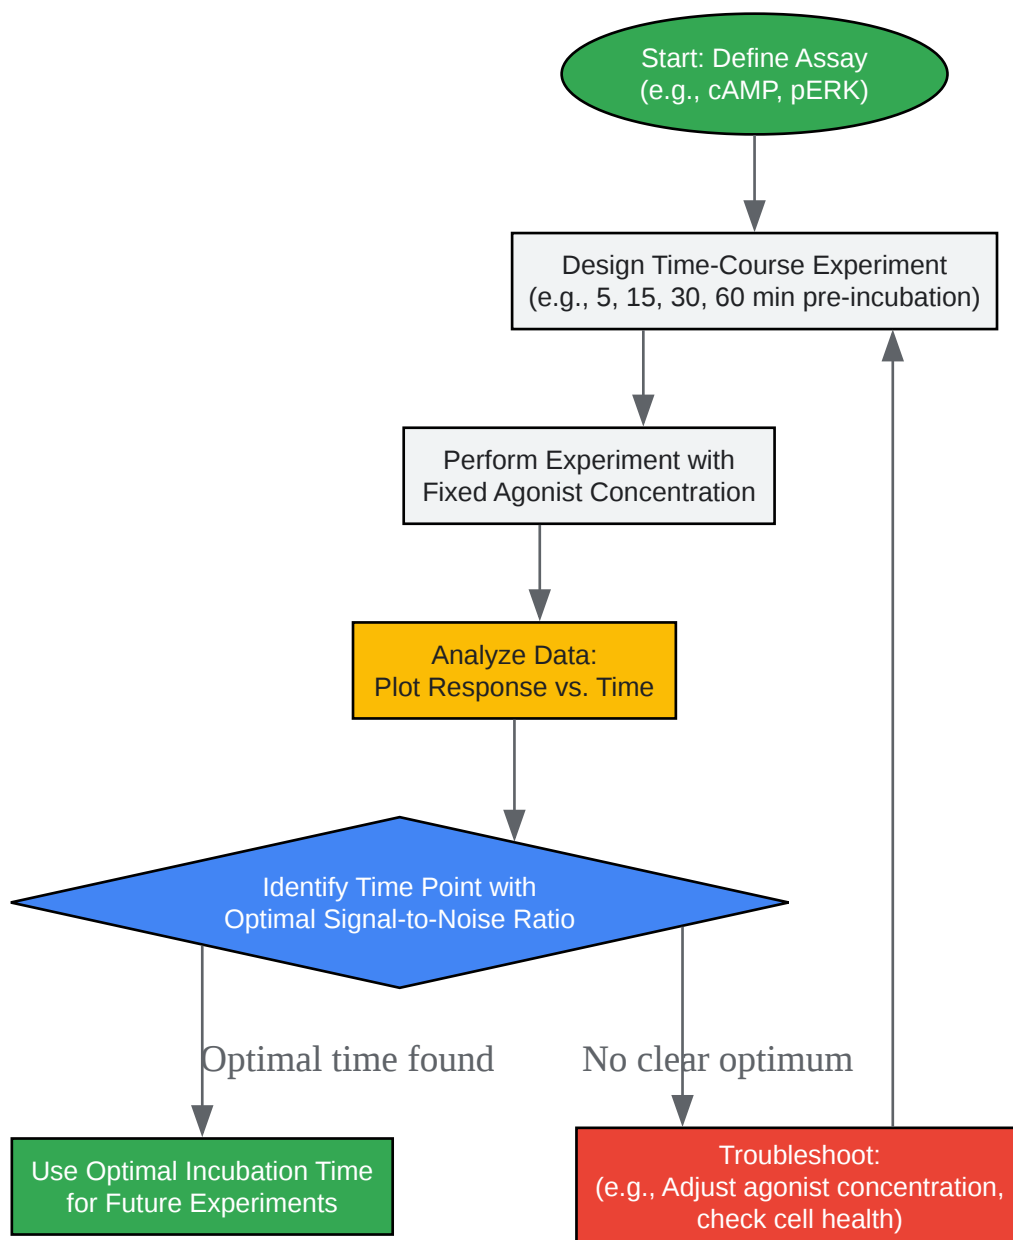 Start: Define Assay
(e.g., cAMP, pERK)
Design Time-Course Experiment
(e.g., 5, 15, 30, 60 min pre-incubation)
Perform Experiment with
Fixed Agonist Concentration
Analyze Data:
Plot Response vs. Time
Identify Time Point with
Optimal Signal-to-Noise Ratio
Optimal time found
No clear optimum
Use Optimal Incubation Time
for Future Experiments
Troubleshoot:
(e.g., Adjust agonist concentration,
check cell health)